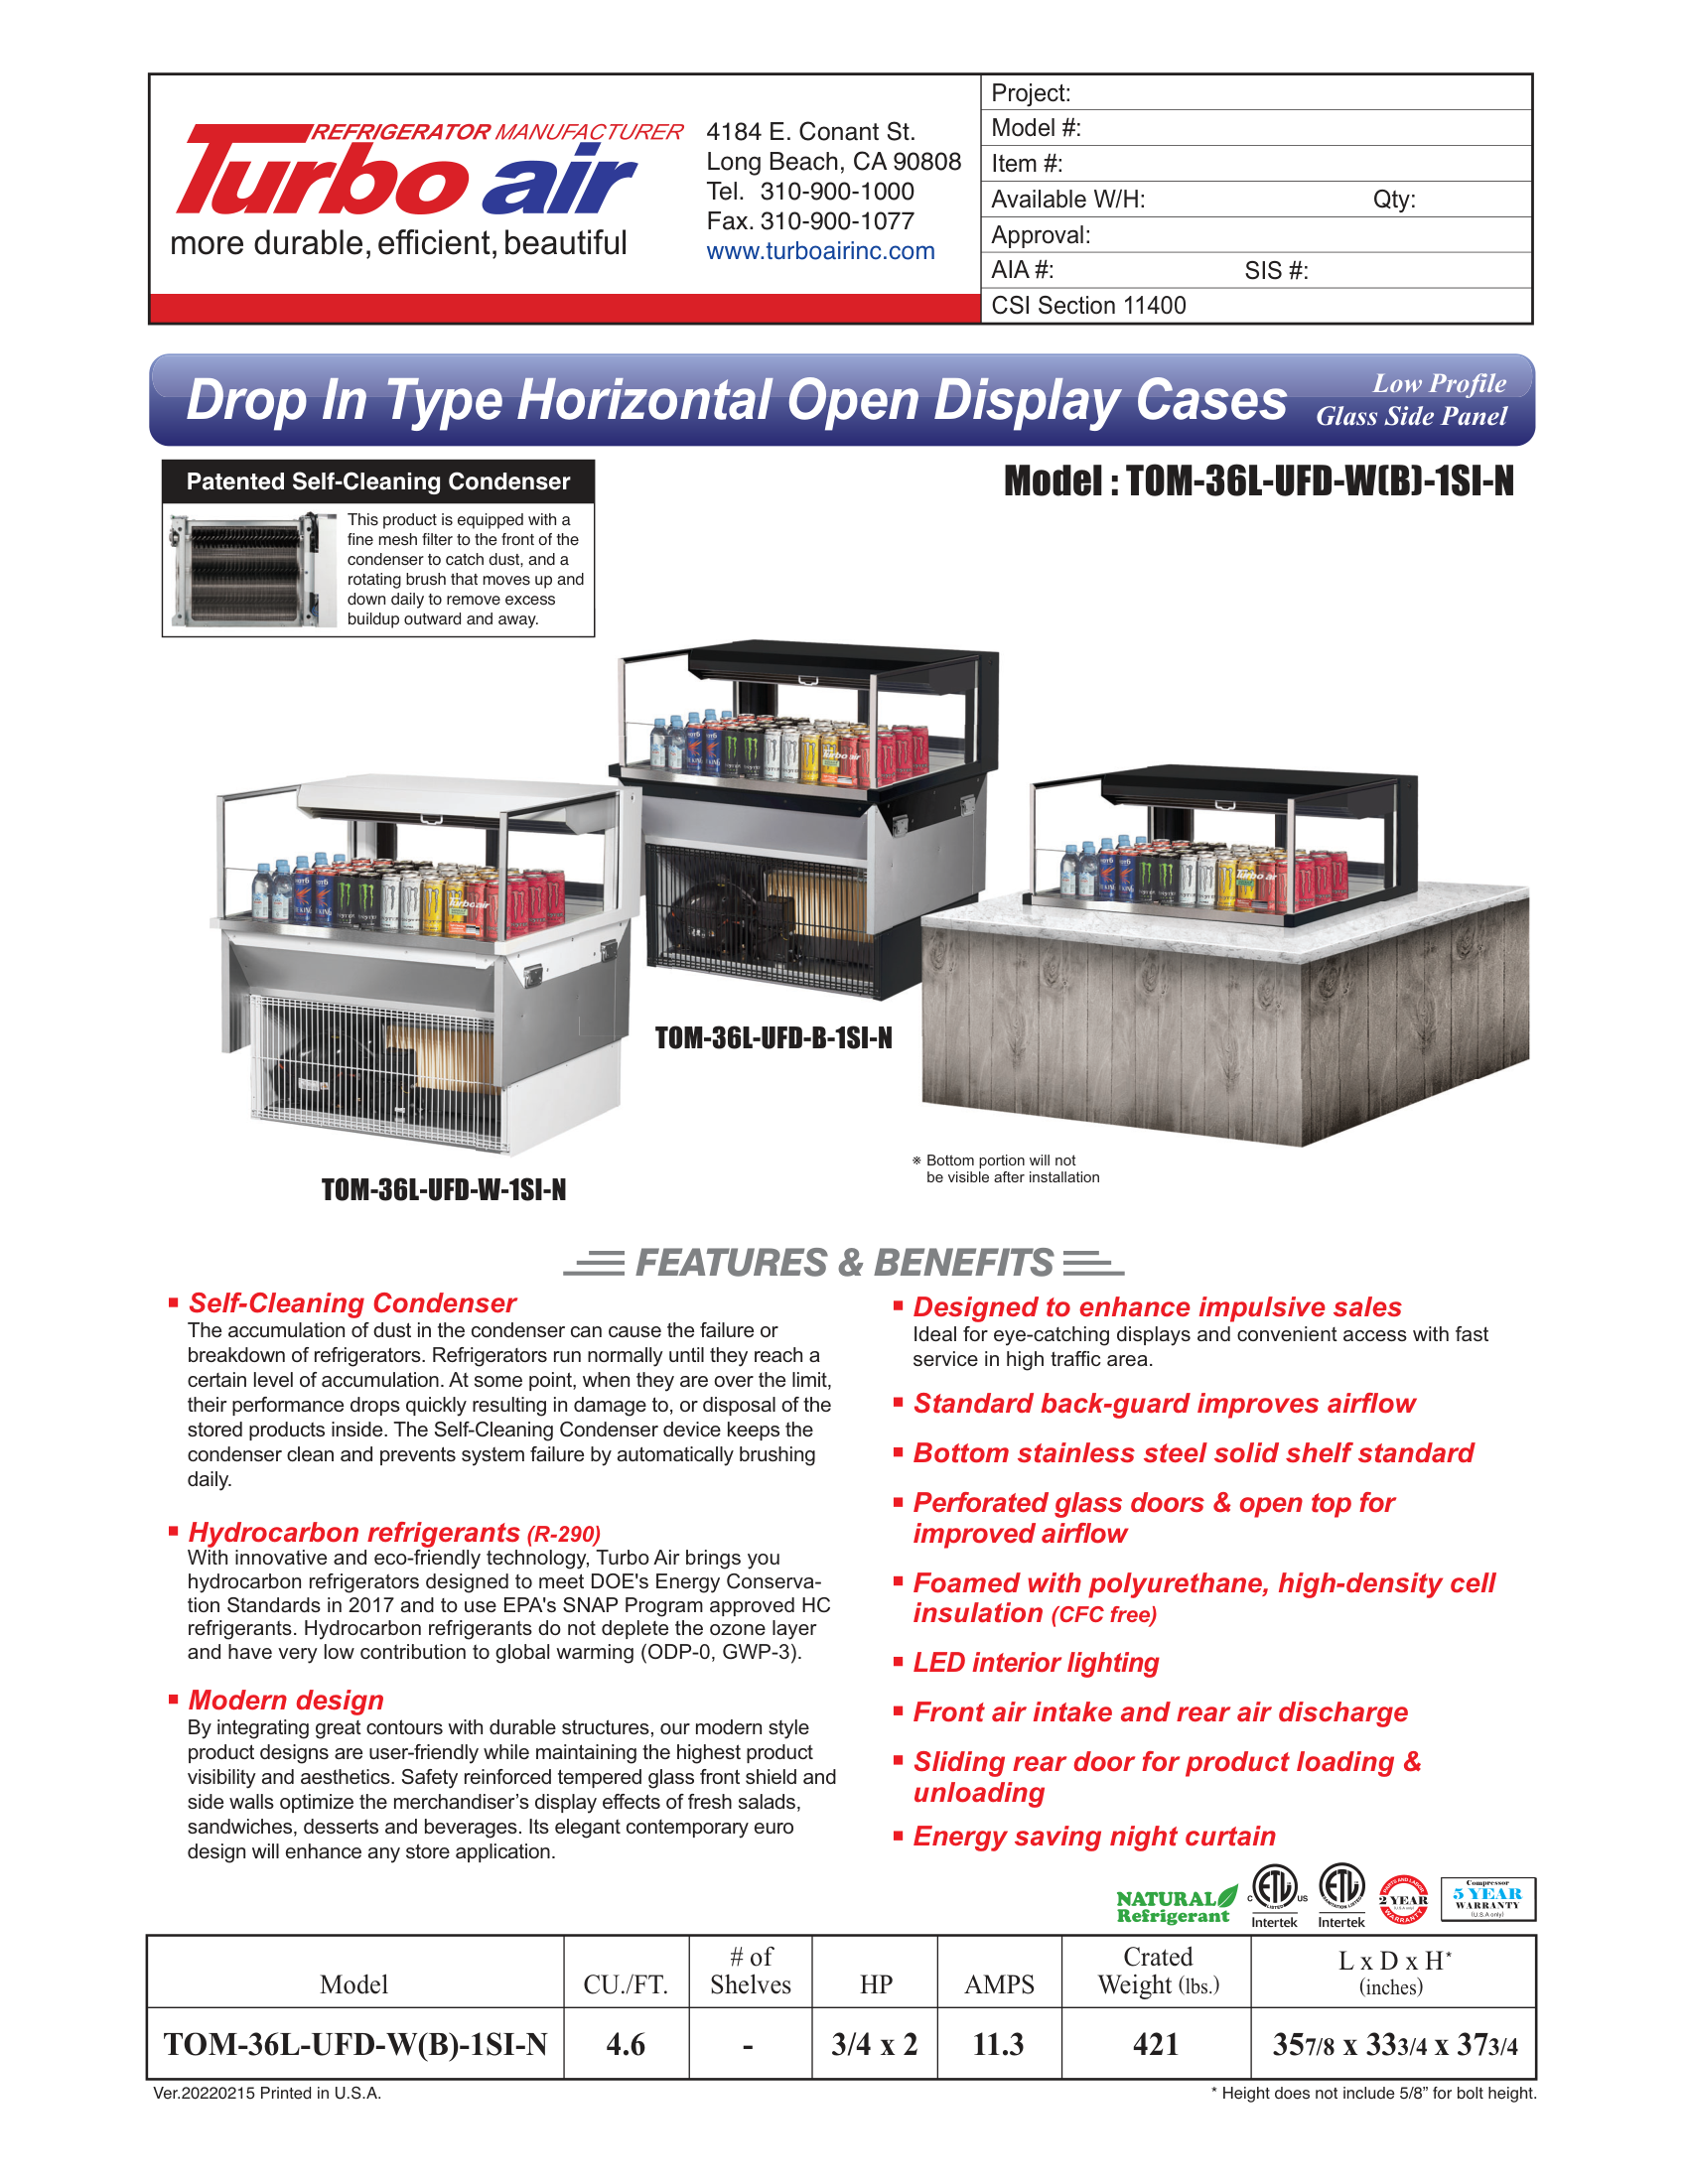 REFRIGERATOR MANUFACTURER
Turbo air
more durable, efficient, beautiful
4184 E. Conant St.
Long Beach, CA 90808
Tel. 310-900-1000
Fax. 310-900-1077
www.turboairinc.com
Project:
Model #:
Item #:
Available W/H: Qty:
Approval:
AIA #: SIS #:
CSI Section 11400
Drop In Type Horizontal Open Display Cases
Low Profile
Glass Side Panel
Patented Self-Cleaning Condenser
This product is equipped with a
fine mesh filter to the front of the
condenser to catch dust, and a
rotating brush that moves up and
down daily to remove excess
buildup outward and away.
Model : TOM-36L-UFD-W(B)-1SI-N
Turbo air
Turbo air
Turbo air
TOM-36L-UFD-B-1SI-N
TOM-36L-UFD-W-1SI-N
※ Bottom portion will not
be visible after installation
FEATURES & BENEFITS
▪ Self-Cleaning Condenser
The accumulation of dust in the condenser can cause the failure or
breakdown of refrigerators. Refrigerators run normally until they reach a
certain level of accumulation. At some point, when they are over the limit,
their performance drops quickly resulting in damage to, or disposal of the
stored products inside. The Self-Cleaning Condenser device keeps the
condenser clean and prevents system failure by automatically brushing
daily.
▪ Hydrocarbon refrigerants (R-290)
With innovative and eco-friendly technology, Turbo Air brings you
hydrocarbon refrigerators designed to meet DOE's Energy Conserva-
tion Standards in 2017 and to use EPA's SNAP Program approved HC
refrigerants. Hydrocarbon refrigerants do not deplete the ozone layer
and have very low contribution to global warming (ODP-0, GWP-3).
▪ Modern design
By integrating great contours with durable structures, our modern style
product designs are user-friendly while maintaining the highest product
visibility and aesthetics. Safety reinforced tempered glass front shield and
side walls optimize the merchandiser's display effects of fresh salads,
sandwiches, desserts and beverages. Its elegant contemporary euro
design will enhance any store application.
▪ Designed to enhance impulsive sales
Ideal for eye-catching displays and convenient access with fast
service in high traffic area.
▪ Standard back-guard improves airflow
▪ Bottom stainless steel solid shelf standard
▪ Perforated glass doors & open top for
improved airflow
▪ Foamed with polyurethane, high-density cell
insulation (CFC free)
▪ LED interior lighting
▪ Front air intake and rear air discharge
▪ Sliding rear door for product loading &
unloading
▪ Energy saving night curtain
NATURAL
Refrigerant
C ETL US
LISTED
Intertek
ETL
Intertek
PARTS AND LABOR
2 YEAR
(U.S.A only)
WARRANTY
Compressor
5 YEAR
WARRANTY
(U.S.A only)
Model CU./FT. # of Shelves HP AMPS Crated Weight (lbs.) L x D x H* (inches)
TOM-36L-UFD-W(B)-1SI-N 4.6 - 3/4 x 2 11.3 421 357/8 x 333/4 x 373/4
Ver.20220215 Printed in U.S.A.
* Height does not include 5/8” for bolt height.